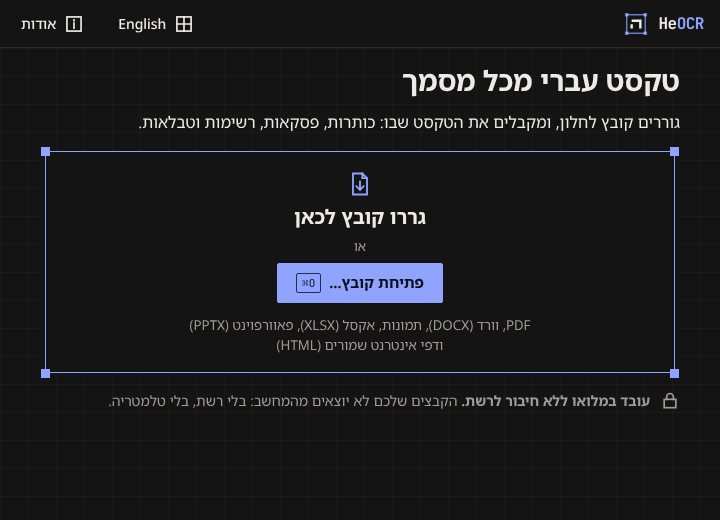 HeOCR
English
אודות
טקסט עברי מכל מסמך
גוררים קובץ לחלון, ומקבלים את הטקסט שבו: כותרות, פסקאות, רשימות וטבלאות.
גררו קובץ לכאן
או
פתיחת קובץ... ⌘O
PDF, וורד (DOCX), תמונות, אקסל (XLSX), פאוורפוינט (PPTX)
ודפי אינטרנט שמורים (HTML)
עובד במלואו ללא חיבור לרשת. הקבצים שלכם לא יוצאים מהמחשב: בלי רשת, בלי טלמטריה.